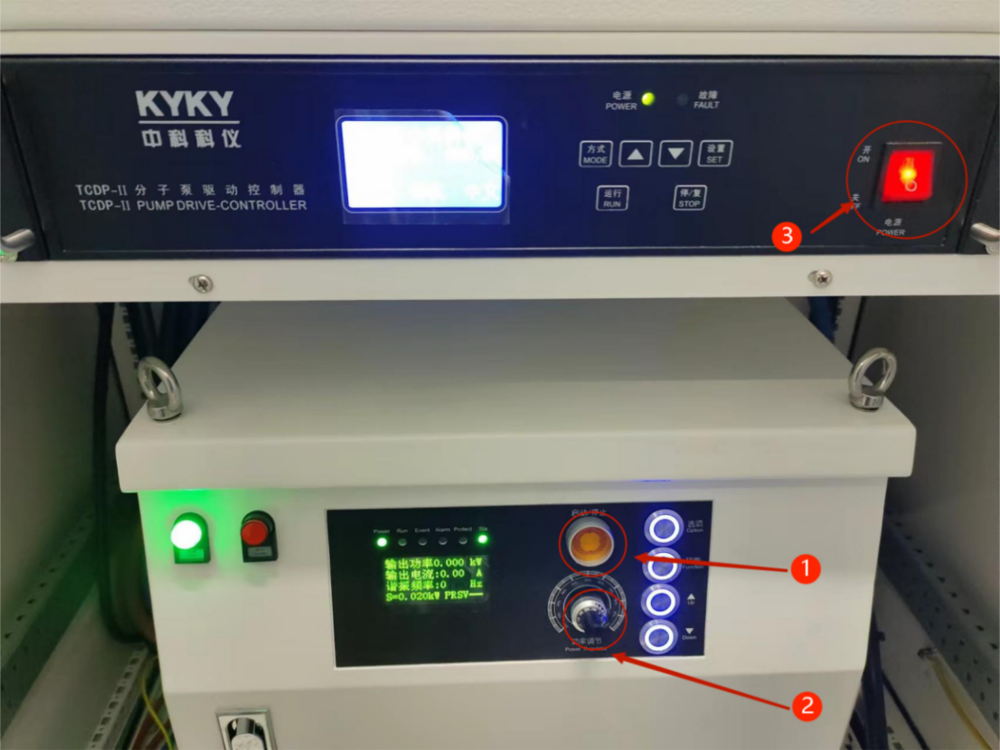 KYKY
中科科仪
TCDP-II 分子泵驱动控制器
TCDP-II PUMP DRIVE-CONTROLLER
电源
POWER
故障
FAULT
方式
MODE
▲
▼
设置
SET
运行
RUN
停/复
STOP
开
ON
关
电源
POWER
3
Power Run Event Alarm Protect
启动/停止
选项
Option
输出功率0.000 kW
输出电流:0.00 A
谐振频率:0 Hz
S=0.020kW PRSV
Function
1
Up
功率调节
Power
Down
2